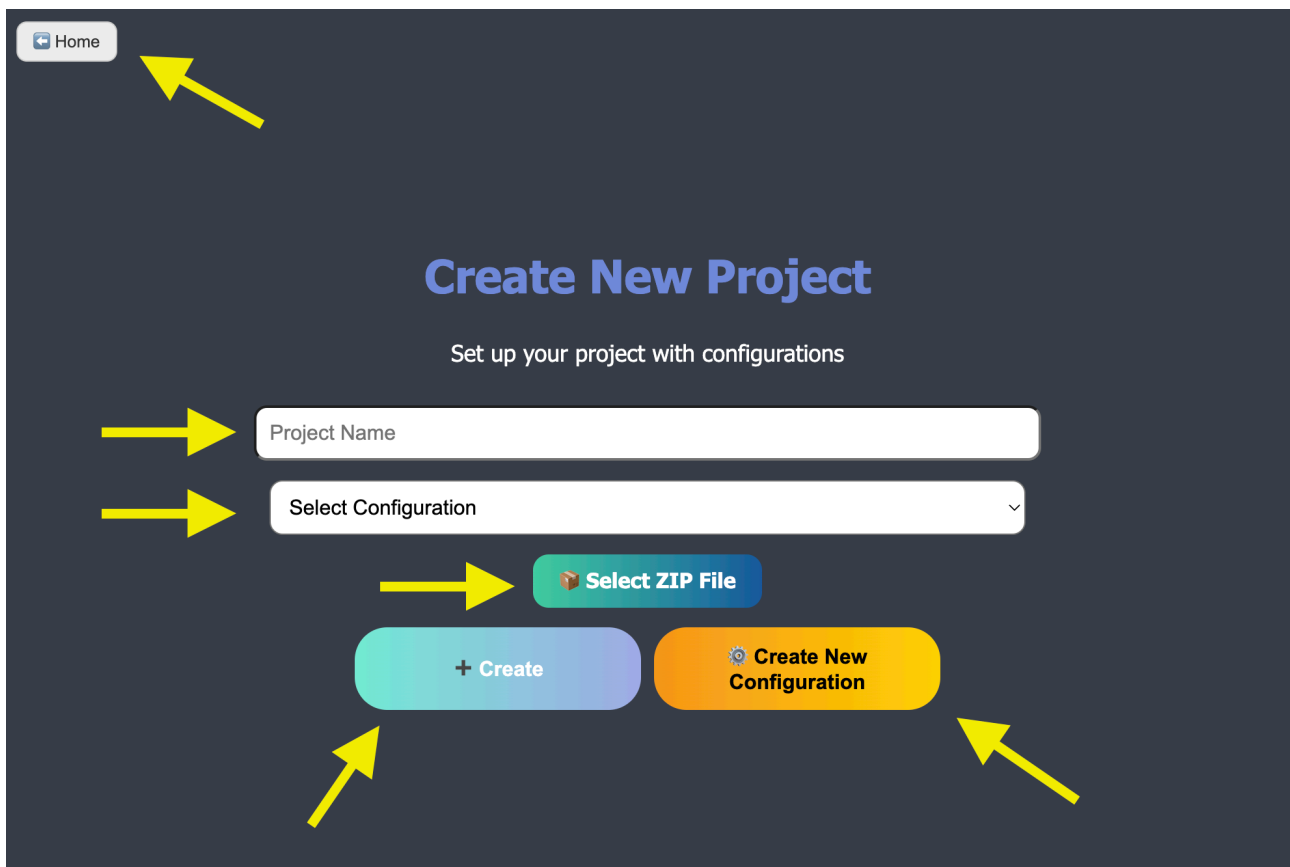 ⬅️ Home
Create New Project
Set up your project with configurations
Project Name
Select Configuration
📦 Select ZIP File
➕ Create
⚙️ Create New
Configuration